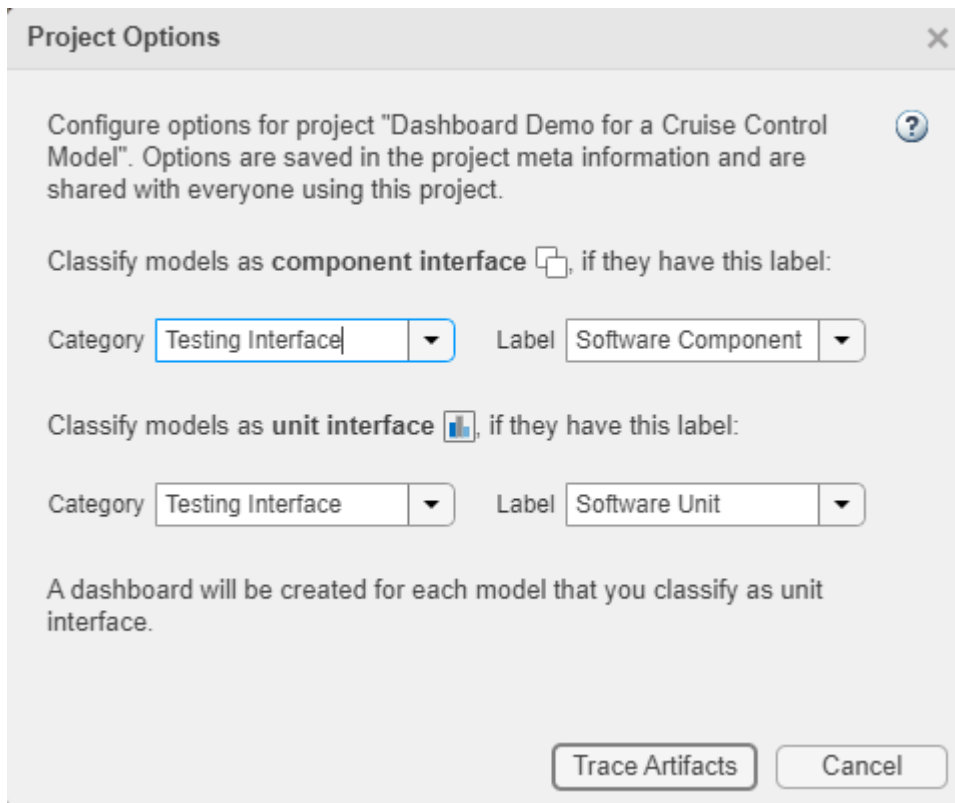 Project Options
Configure options for project "Dashboard Demo for a Cruise Control
Model". Options are saved in the project meta information and are
shared with everyone using this project.
Classify models as component interface , if they have this label:
Category Testing Interface Label Software Component
Classify models as unit interface , if they have this label:
Category Testing Interface Label Software Unit
A dashboard will be created for each model that you classify as unit
interface.
Trace Artifacts Cancel